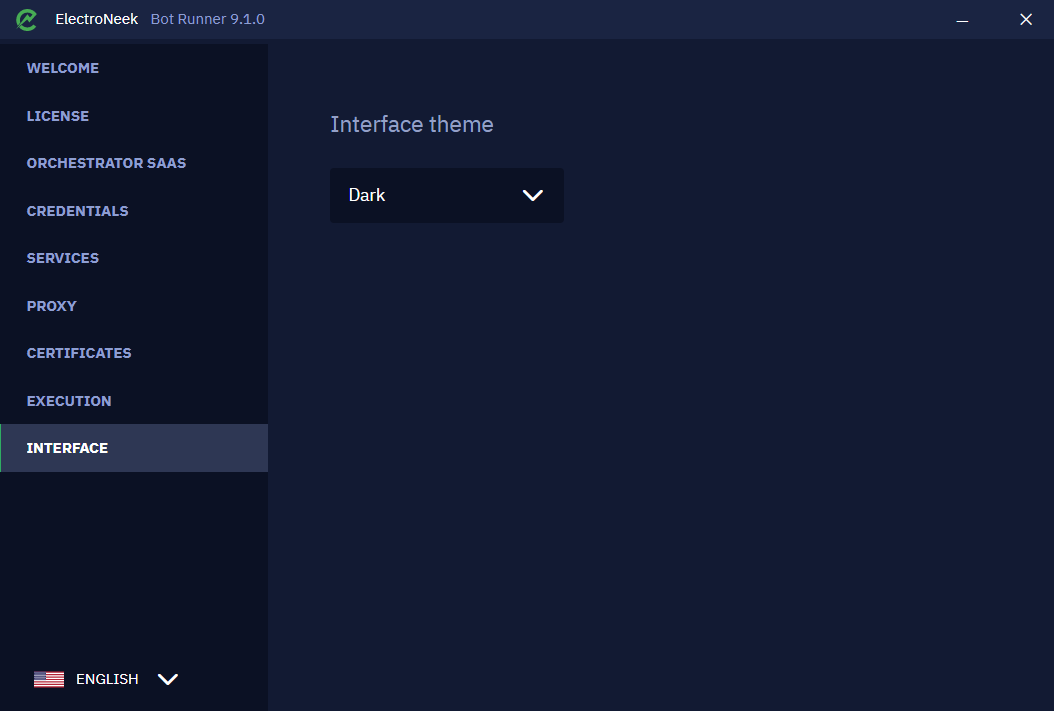 ElectroNeek Bot Runner 9.1.0
WELCOME
LICENSE
ORCHESTRATOR SAAS
CREDENTIALS
SERVICES
PROXY
CERTIFICATES
EXECUTION
INTERFACE
ENGLISH
Interface theme
Dark